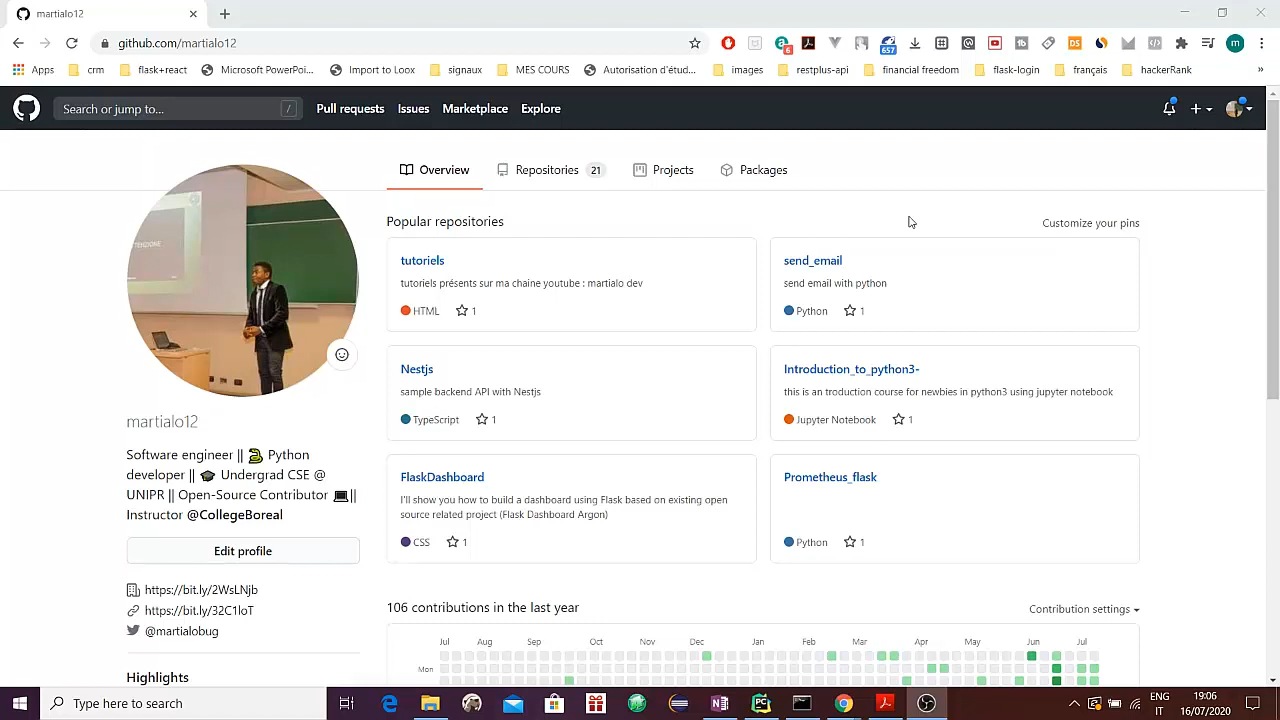 martialo12
github.com/martialo12
6
657
Apps
crm
flask+react
Microsoft PowerPoi...
Import to Loox
signaux
MES COURS
Autorisation d'étud...
images
restplus-api
financial freedom
flask-login
français
hackerRank
»
Search or jump to...
/
Pull requests
Issues
Marketplace
Explore
Overview
Repositories 21
Projects
Packages
Popular repositories
Customize your pins
tutoriels
tutoriels présents sur ma chaine youtube : martialo dev
HTML 1
send_email
send email with python
Python 1
Nestjs
sample backend API with Nestjs
TypeScript 1
Introduction_to_python3-
this is an troduction course for newbies in python3 using jupyter notebook
Jupyter Notebook 1
FlaskDashboard
I'll show you how to build a dashboard using Flask based on existing open
source related project (Flask Dashboard Argon)
CSS 1
Prometheus_flask
Python 1
martialo12
Software engineer || 🐍 Python
developer || 🎓 Undergrad CSE @
UNIPR || Open-Source Contributor 💻||
Instructor @CollegeBoreal
Edit profile
https://bit.ly/2WsLNjb
https://bit.ly/32C1loT
@martialobug
Highlights
106 contributions in the last year
Contribution settings
Jul Aug Sep Oct Nov Dec Jan Feb Mar Apr May Jun Jul
Mon
Type here to search
ENG
IT
19:06
16/07/2020